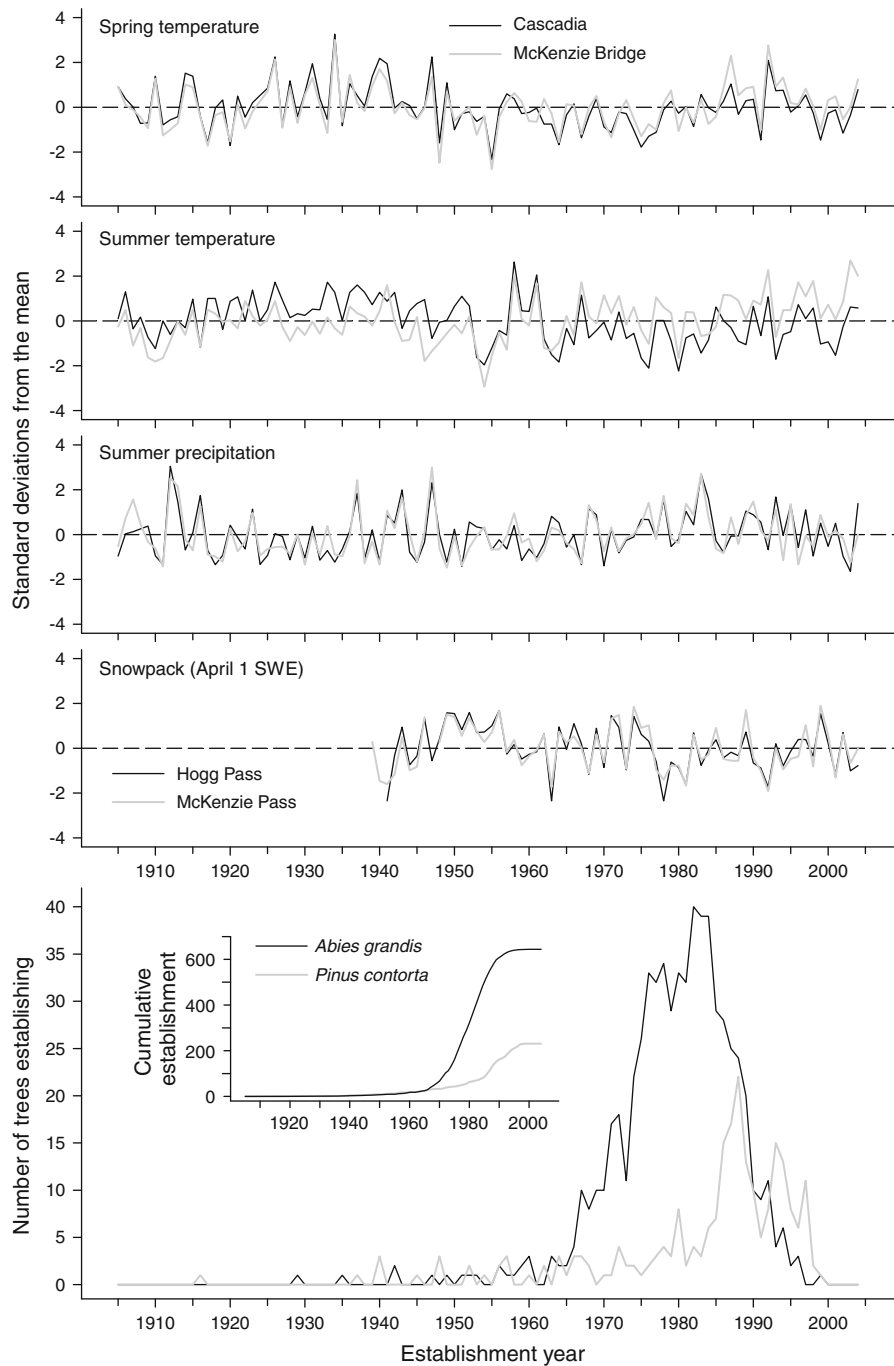 Standard deviations from the mean
Spring temperature
Cascadia
McKenzie Bridge
4
2
0
-2
-4
Summer temperature
4
2
0
-2
-4
Summer precipitation
4
2
0
-2
-4
Snowpack (April 1 SWE)
Hogg Pass
McKenzie Pass
4
2
0
-2
-4
1910 1920 1930 1940 1950 1960 1970 1980 1990 2000
Number of trees establishing
40
35
30
25
20
15
10
5
0
Cumulative
establishment
Abies grandis
Pinus contorta
600
400
200
0
1920 1940 1960 1980 2000
1910 1920 1930 1940 1950 1960 1970 1980 1990 2000
Establishment year